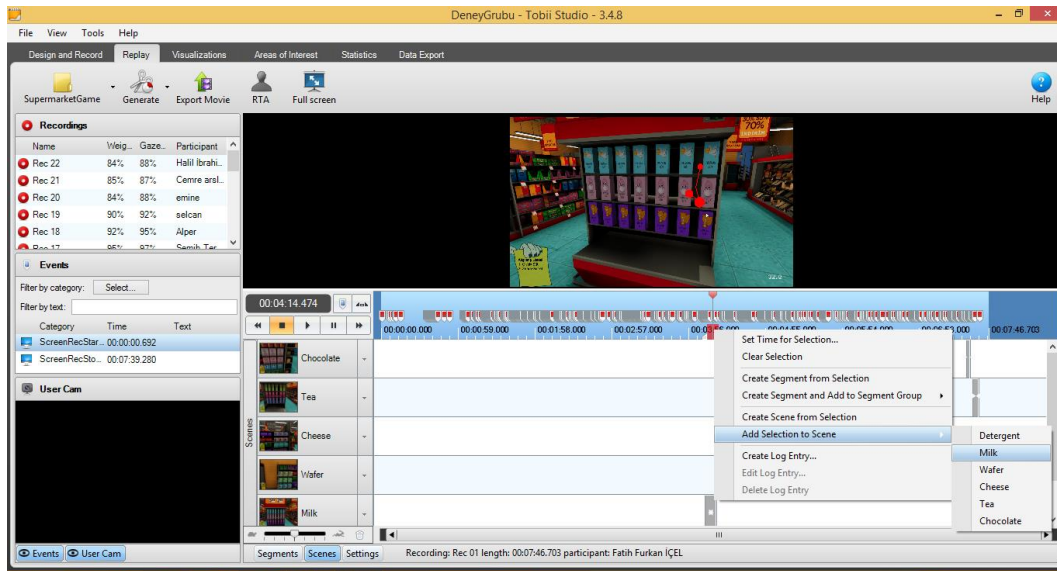 DeneyGrubu - Tobii Studio - 3.4.8
File View Tools Help
Design and Record Replay Visualizations Areas of Interest Statistics Data Export
SupermarketGame Generate Export Movie RTA Full screen Help
Recordings
Name Weig... Gaze... Participant
Rec 22 84% 88% Halil İbrahi...
Rec 21 85% 87% Cemre arsl...
Rec 20 84% 88% emine
Rec 19 90% 92% selcan
Rec 18 92% 95% Alper
Rec 17 95% 97% Semih Ter
70%
Events
Filter by category: Select...
Filter by text:
Category Time Text
ScreenRecStar... 00:00:00.692
ScreenRecSto... 00:07:39.280
User Cam
00:04:14.474
00:00:00.000 00:00:59.000 00:01:58.000 00:02:57.000 00:07:46.703
Scenes
Chocolate
Tea
Cheese
Wafer
Milk
Set Time for Selection...
Clear Selection
Create Segment from Selection
Create Segment and Add to Segment Group
Create Scene from Selection
Add Selection to Scene
Create Log Entry...
Edit Log Entry...
Delete Log Entry
Detergent
Milk
Wafer
Cheese
Tea
Chocolate
Events User Cam
Segments Scenes Settings
Recording: Rec 01 length: 00:07:46.703 participant: Fatih Furkan İÇEL